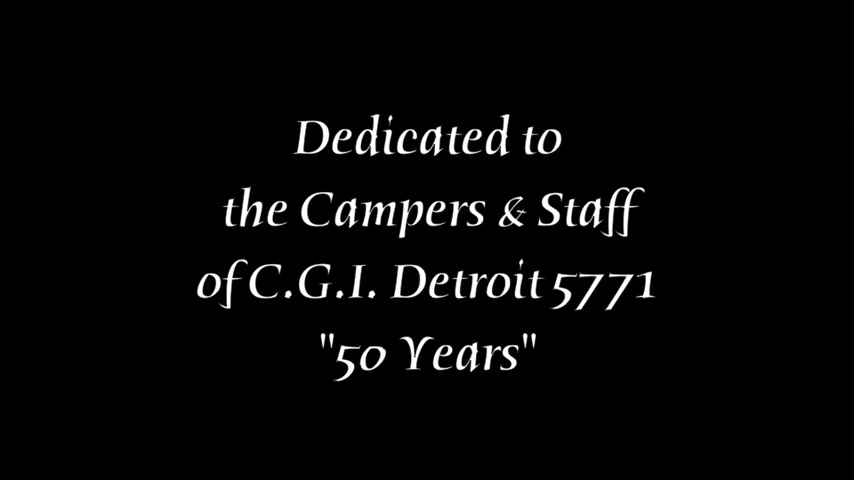 Dedicated to
the Campers & Staff
of C.G.I. Detroit 5771
"50 Years"